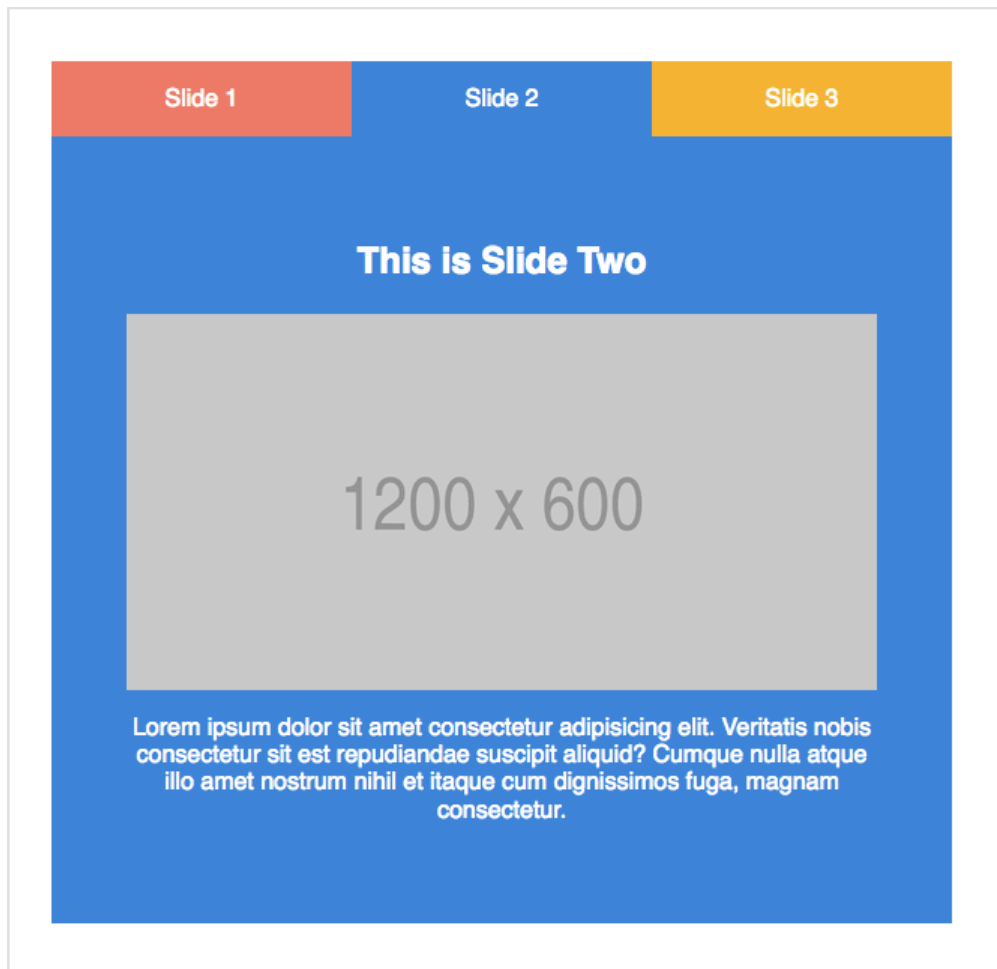 Slide 1 Slide 2 Slide 3
This is Slide Two
1200 x 600
Lorem ipsum dolor sit amet consectetur adipisicing elit. Veritatis nobis
consectetur sit est repudiandae suscipit aliquid? Cumque nulla atque
illo amet nostrum nihil et itaque cum dignissimos fuga, magnam
consectetur.